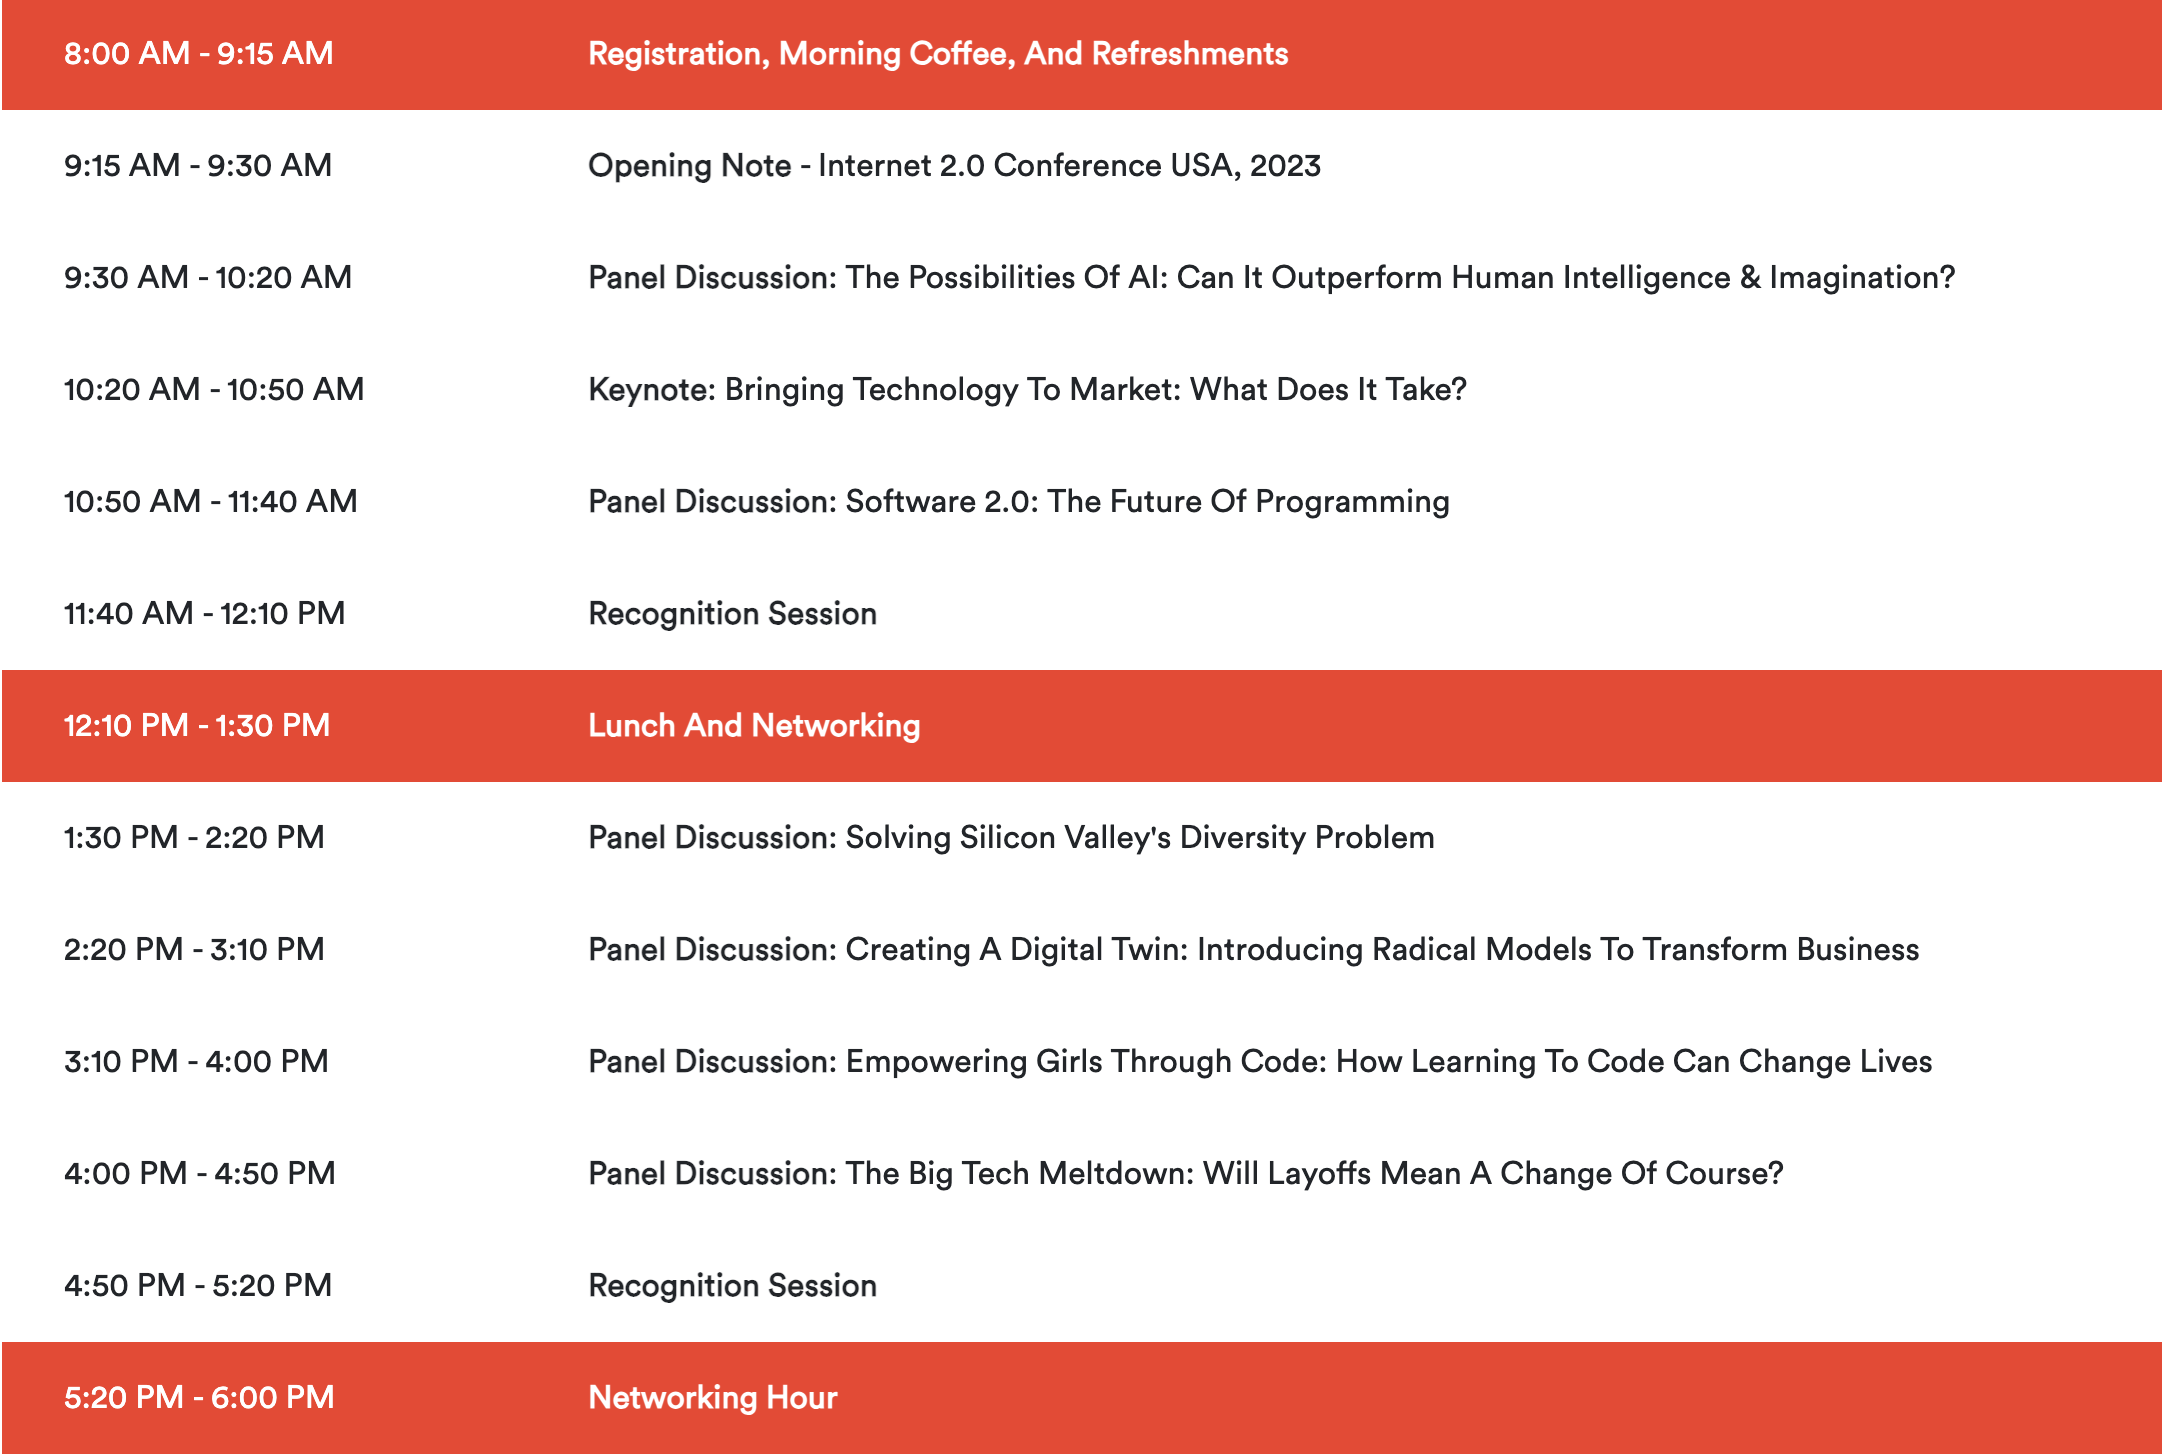 8:00 AM - 9:15 AM Registration, Morning Coffee, And Refreshments
9:15 AM - 9:30 AM Opening Note - Internet 2.0 Conference USA, 2023
9:30 AM - 10:20 AM Panel Discussion: The Possibilities Of AI: Can It Outperform Human Intelligence & Imagination?
10:20 AM - 10:50 AM Keynote: Bringing Technology To Market: What Does It Take?
10:50 AM - 11:40 AM Panel Discussion: Software 2.0: The Future Of Programming
11:40 AM - 12:10 PM Recognition Session
12:10 PM - 1:30 PM Lunch And Networking
1:30 PM - 2:20 PM Panel Discussion: Solving Silicon Valley's Diversity Problem
2:20 PM - 3:10 PM Panel Discussion: Creating A Digital Twin: Introducing Radical Models To Transform Business
3:10 PM - 4:00 PM Panel Discussion: Empowering Girls Through Code: How Learning To Code Can Change Lives
4:00 PM - 4:50 PM Panel Discussion: The Big Tech Meltdown: Will Layoffs Mean A Change Of Course?
4:50 PM - 5:20 PM Recognition Session
5:20 PM - 6:00 PM Networking Hour